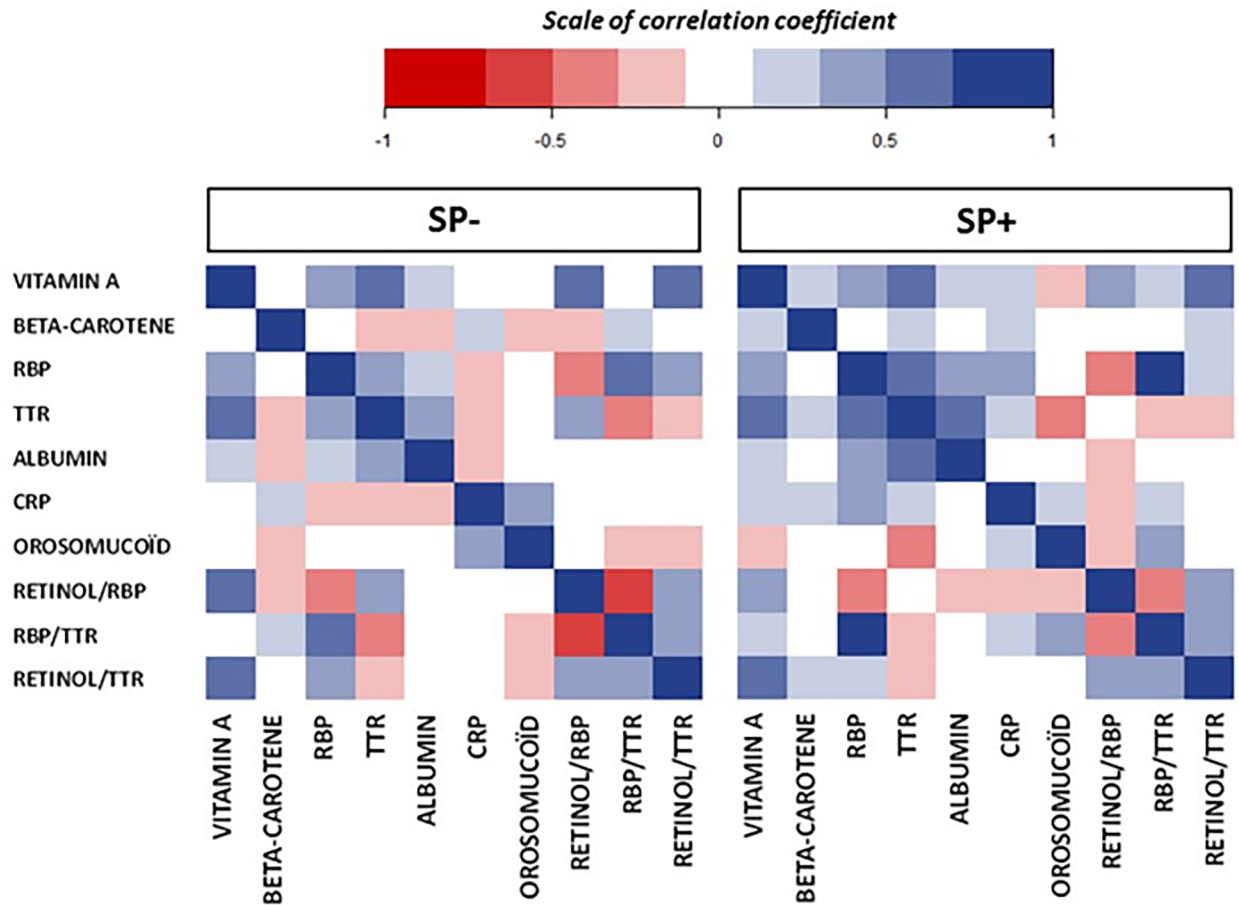 Scale of correlation coefficient
-1 -0.5 0 0.5 1
SP- SP+
VITAMIN A
BETA-CAROTENE
RBP
TTR
ALBUMIN
CRP
OROSOMUCOÏD
RETINOL/RBP
RBP/TTR
RETINOL/TTR
VITAMIN A
BETA-CAROTENE
RBP
TTR
ALBUMIN
CRP
OROSOMUCOÏD
RETINOL/RBP
RBP/TTR
RETINOL/TTR
VITAMIN A
BETA-CAROTENE
RBP
TTR
ALBUMIN
CRP
OROSOMUCOÏD
RETINOL/RBP
RBP/TTR
RETINOL/TTR